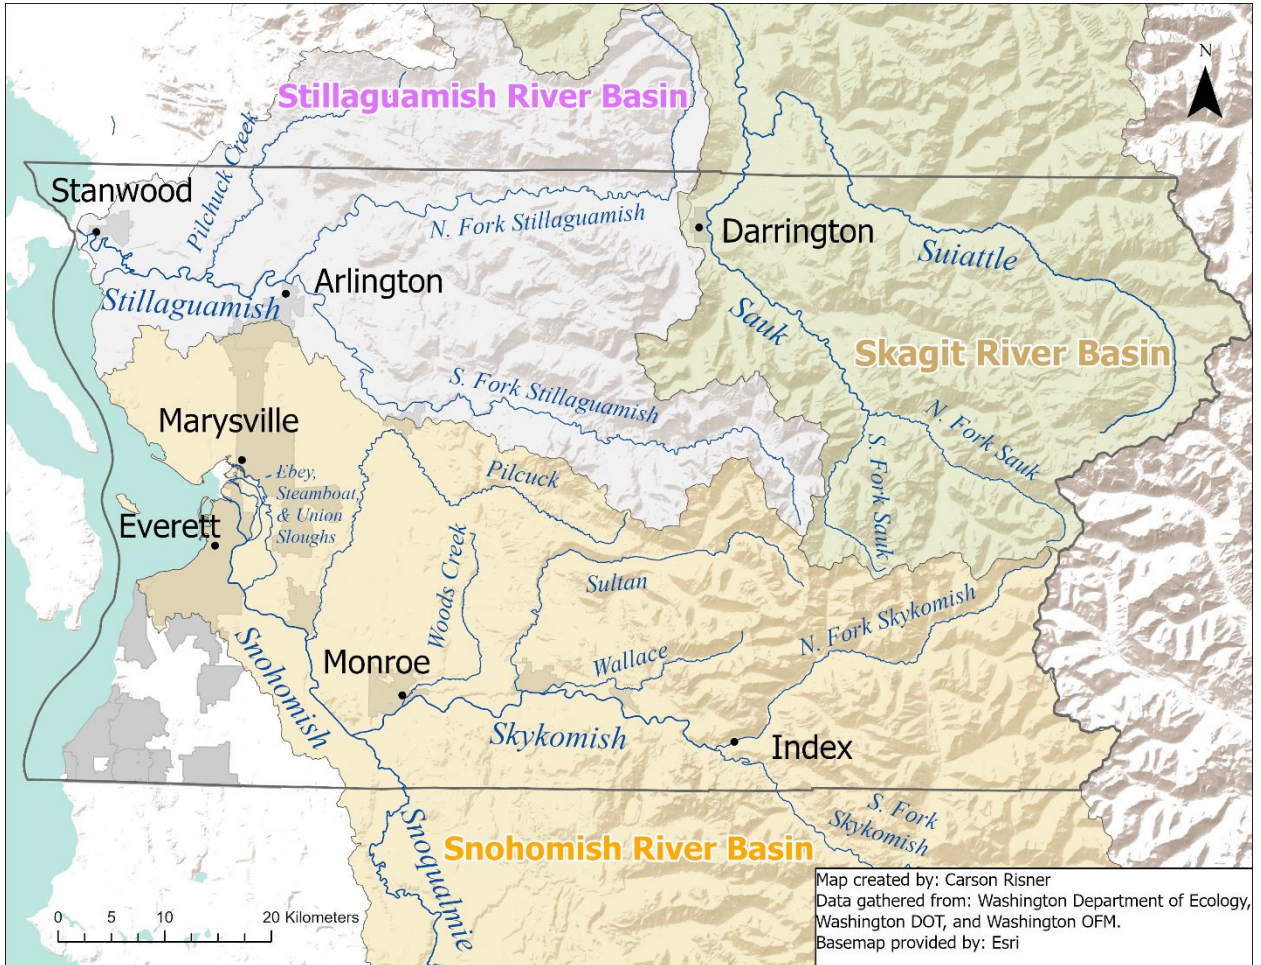 N
Stillaguamish River Basin
Pilchuck Creek
Stanwood
N. Fork Stillaguamish
Darrington
Suiattle
Arlington
Stillaguamish
Sauk
Skagit River Basin
S. Fork Stillaguamish
N. Fork Sauk
Marysville
S. Fork Sauk
Pilcuck
Ebey,
Steamboat,
& Union
Sloughs
Everett
Woods Creek
Sultan
N. Fork Skykomish
Wallace
Monroe
Snohomish
Skykomish
Index
S. Fork
Skykomish
Snoqualmie
Snohomish River Basin
0 5 10 20 Kilometers
Map created by: Carson Risner
Data gathered from: Washington Department of Ecology,
Washington DOT, and Washington OFM.
Basemap provided by: Esri